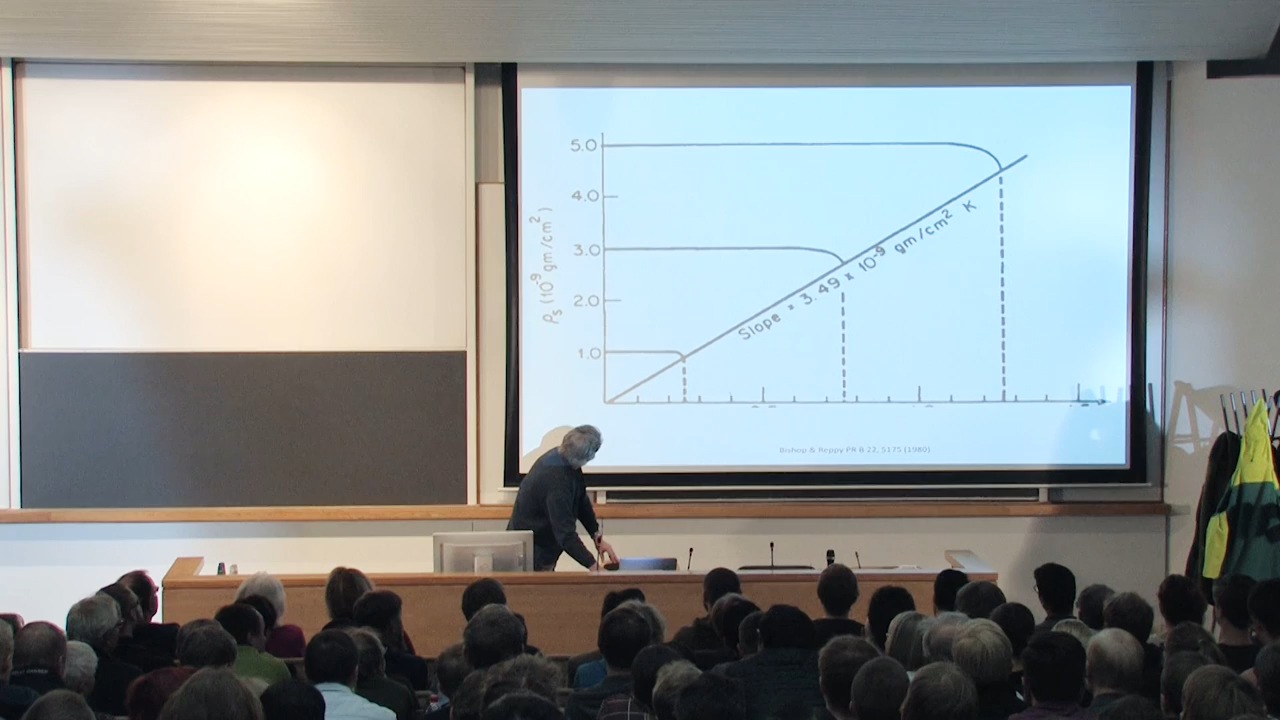 5.0
4.0
3.0
2.0
1.0
ρs (10-9 gm/cm2)
Slope = 3.49 x 10-9 gm/cm2 K
Bishop & Reppy PR B 22, 5175 (1980)